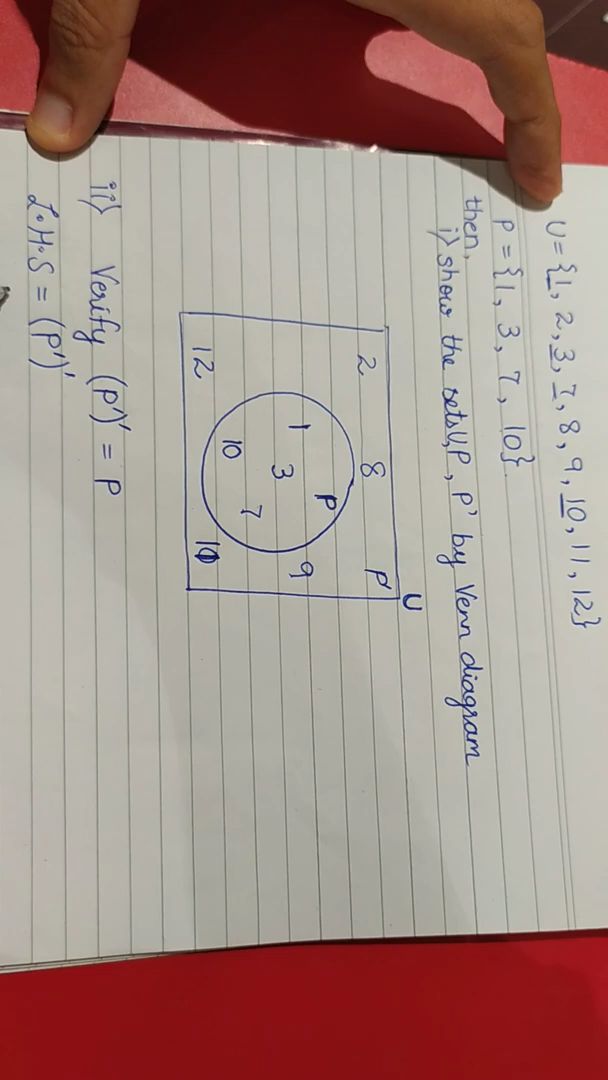 U = {1, 2, 3, 7, 8, 9, 10, 11, 12}
P = {1, 3, 7, 10}
then,
i) show the sets U, P, P' by Venn diagram
U
2 8 P'
P 9
1 3 7
10
12
ii) Verify (P')' = P
L.H.S = (P')'